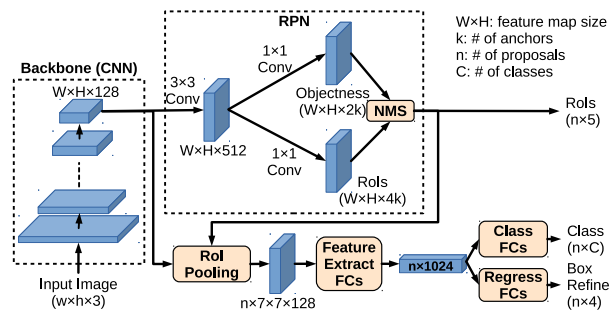 RPN
W×H: feature map size
k: # of anchors
n: # of proposals
C: # of classes
Backbone (CNN)
W×H×128
3×3
Conv
W×H×512
1×1
Conv
Objectness
(W×H×2k)
NMS
1×1
Conv
RoIs
(W×H×4k)
RoIs
(n×5)
Input Image
(w×h×3)
RoI
Pooling
n×7×7×128
Feature
Extract
FCs
n×1024
Class
FCs
Class
(n×C)
Regress
FCs
Box
Refine
(n×4)